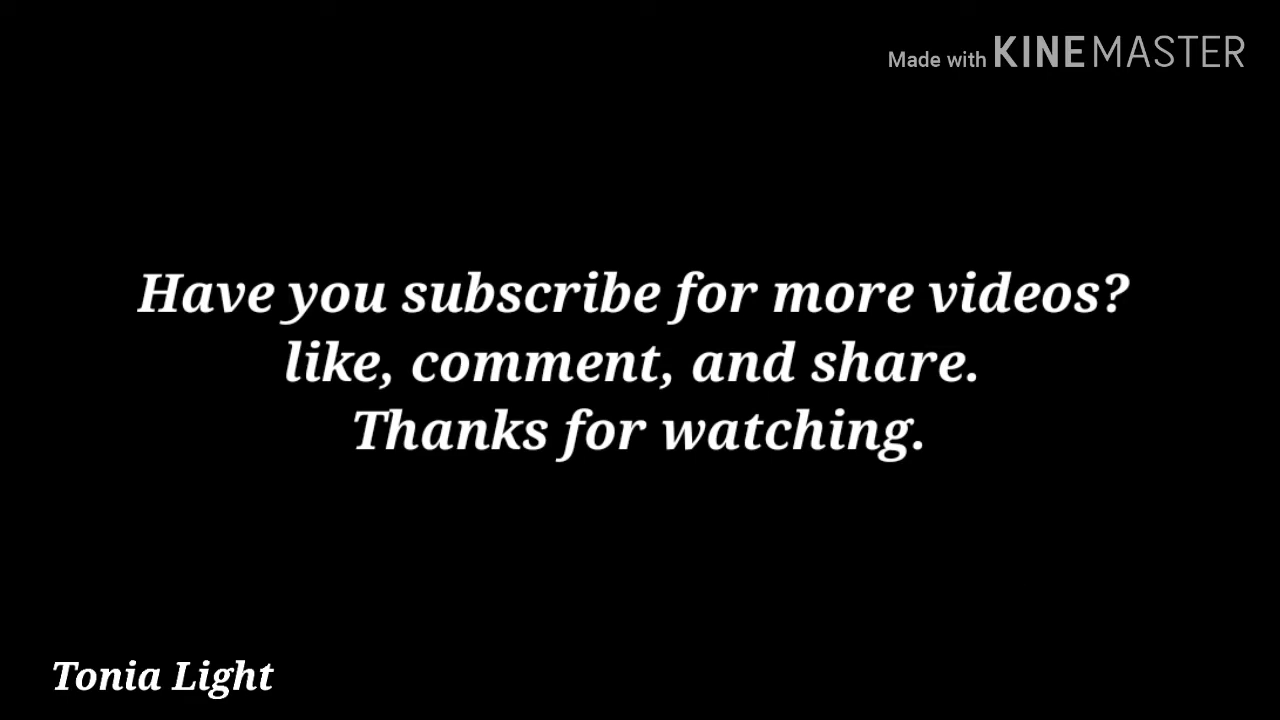 Made with KINEMASTER
Have you subscribe for more videos?
like, comment, and share.
Thanks for watching.
Tonia Light